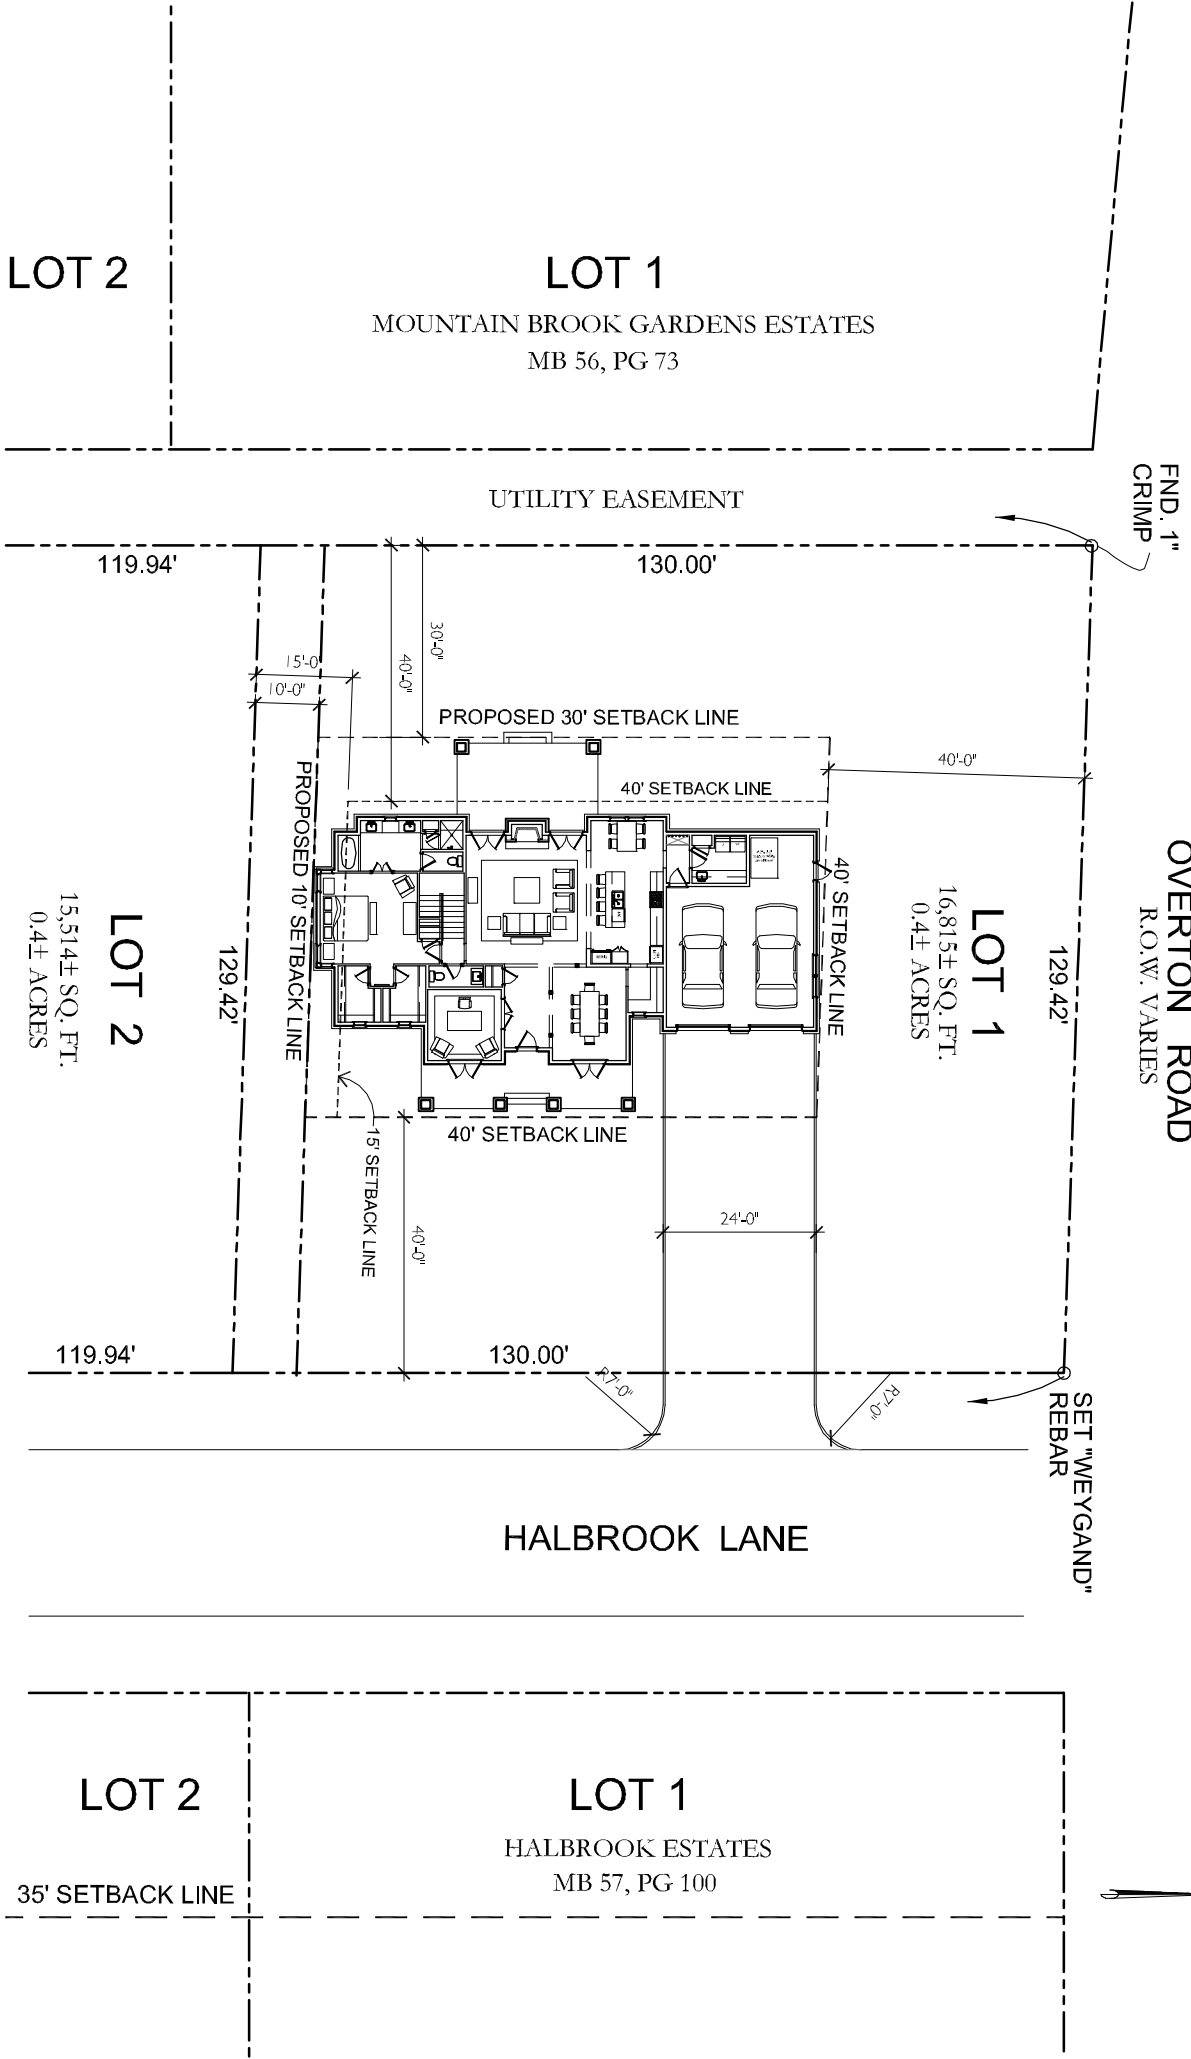 LOT 2
LOT 1
MOUNTAIN BROOK GARDENS ESTATES
MB 56, PG 73
FND. 1"
CRIMP
UTILITY EASEMENT
119.94'
130.00'
30'-0"
40'-0"
15'-0
10'-0"
PROPOSED 30' SETBACK LINE
40'-0"
40' SETBACK LINE
PROPOSED 10' SETBACK LINE
40' SETBACK LINE
OVERTON ROAD
R.O.W. VARIES
129.42'
LOT 1
16,815± SQ. FT.
0.4± ACRES
LOT 2
15,514± SQ. FT.
0.4± ACRES
129.42'
40' SETBACK LINE
15' SETBACK LINE
40'-0"
24'-0"
119.94'
130.00'
R7'-0"
R7'-0"
SET "WEYGAND"
REBAR
HALBROOK LANE
LOT 2
LOT 1
HALBROOK ESTATES
MB 57, PG 100
35' SETBACK LINE